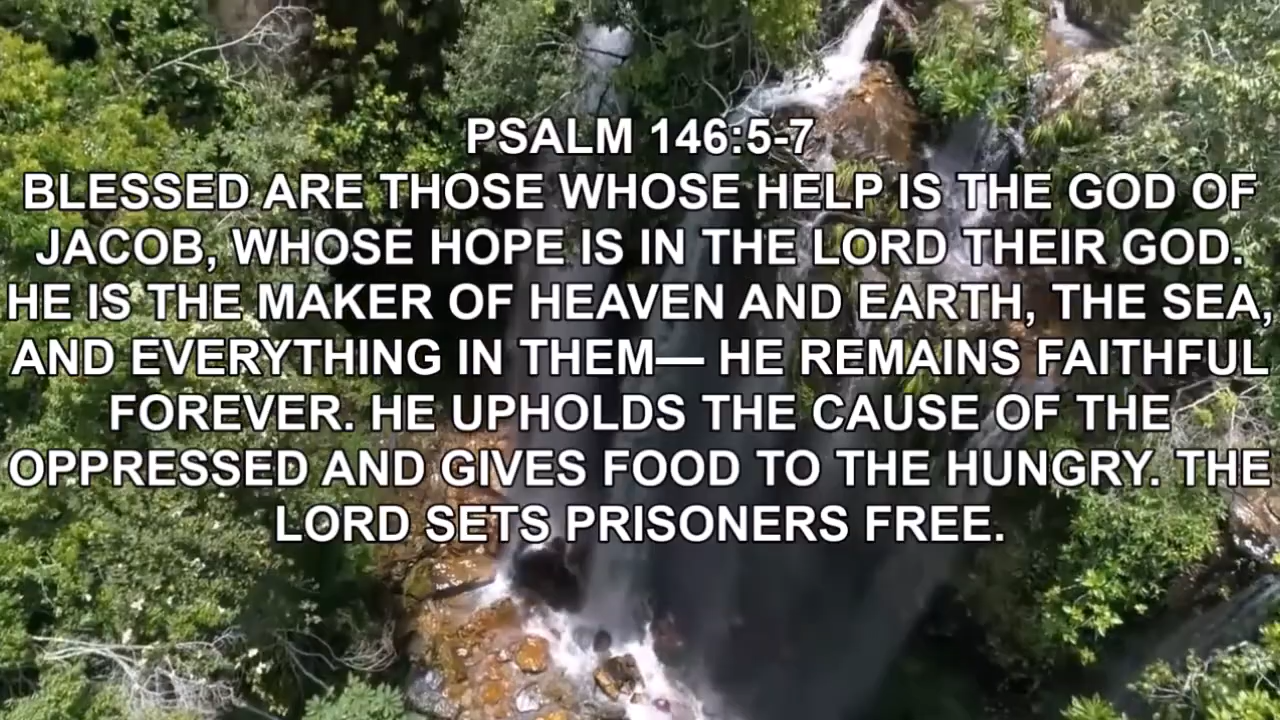 PSALM 146:5-7
BLESSED ARE THOSE WHOSE HELP IS THE GOD OF
JACOB, WHOSE HOPE IS IN THE LORD THEIR GOD.
HE IS THE MAKER OF HEAVEN AND EARTH, THE SEA,
AND EVERYTHING IN THEM— HE REMAINS FAITHFUL
FOREVER. HE UPHOLDS THE CAUSE OF THE
OPPRESSED AND GIVES FOOD TO THE HUNGRY. THE
LORD SETS PRISONERS FREE.